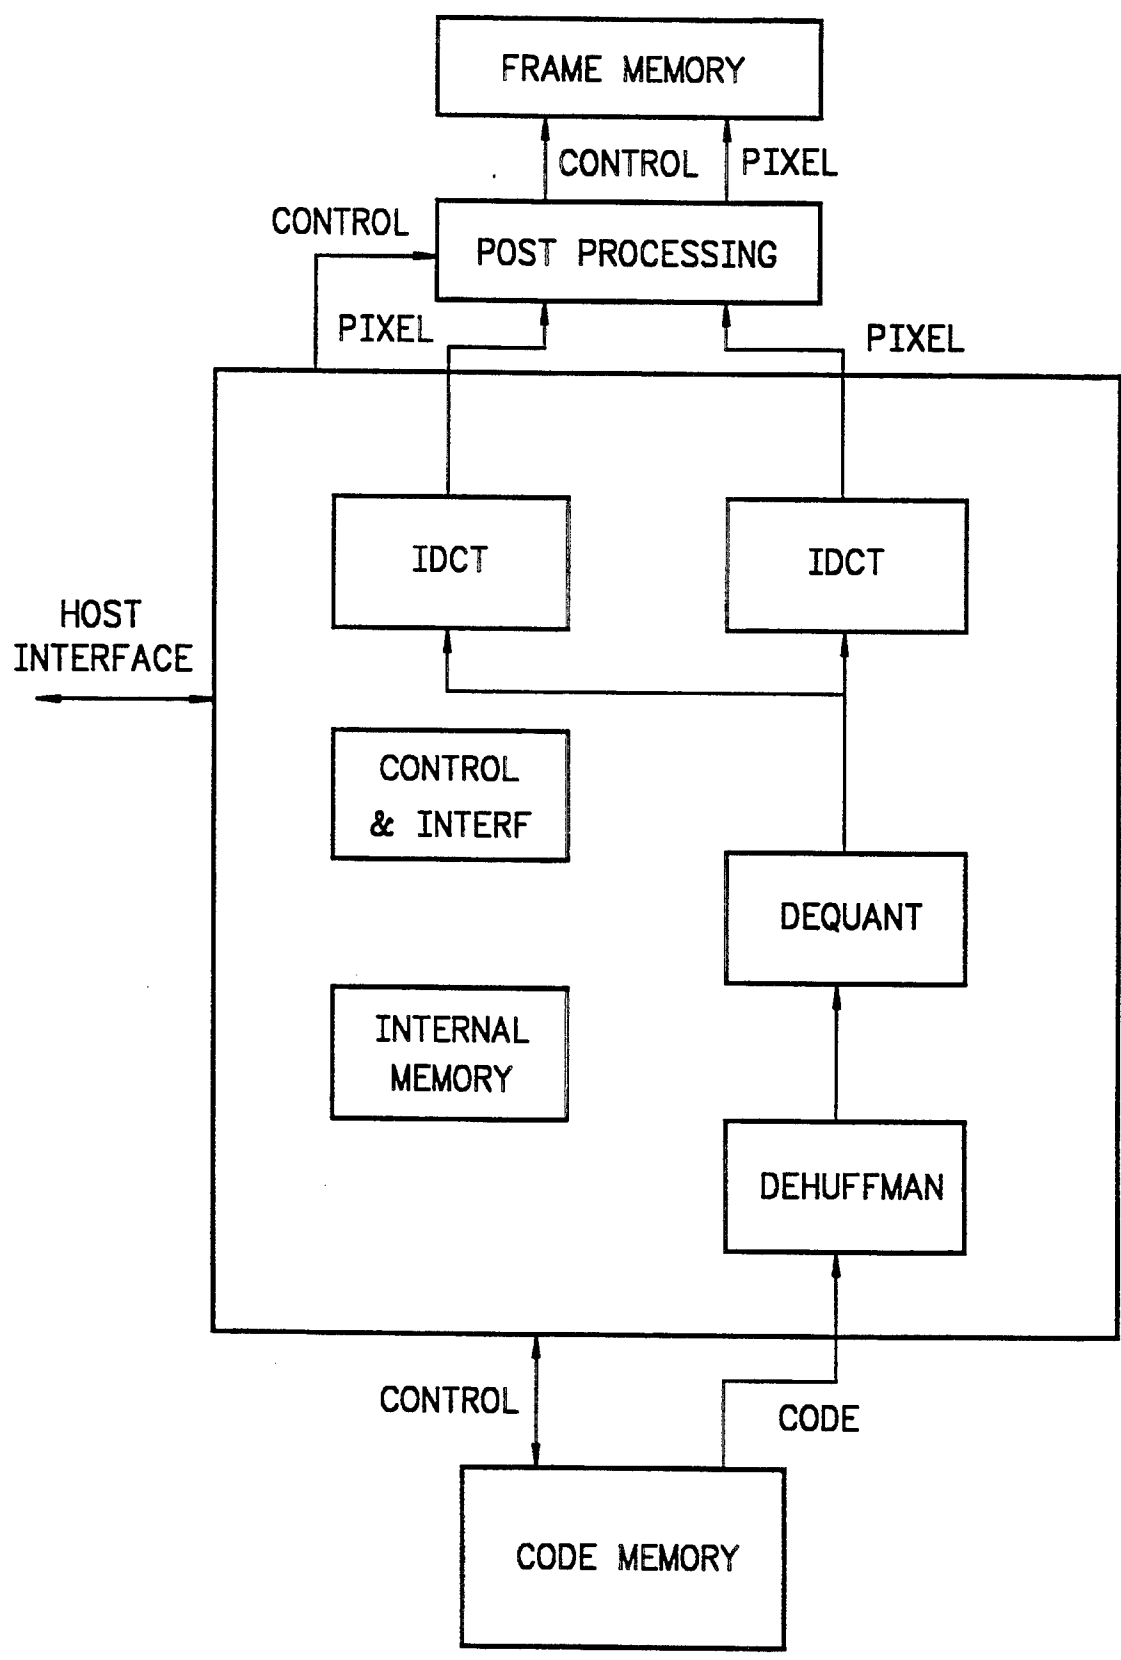 FRAME MEMORY
CONTROL
PIXEL
CONTROL
POST PROCESSING
PIXEL
PIXEL
IDCT
IDCT
HOST
INTERFACE
CONTROL
& INTERF
DEQUANT
INTERNAL
MEMORY
DEHUFFMAN
CONTROL
CODE
CODE MEMORY